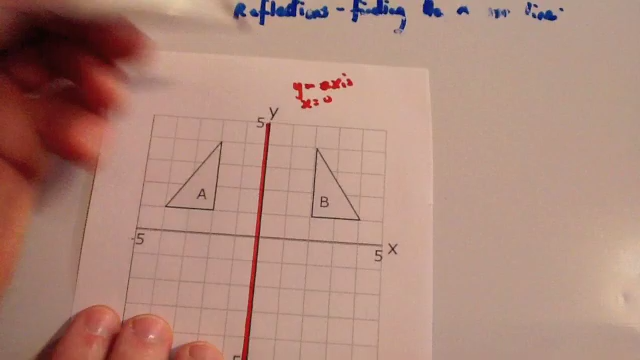 Reflections - finding the m line.
y-axis
x=0
y
5
A
B
-5
5
x
5